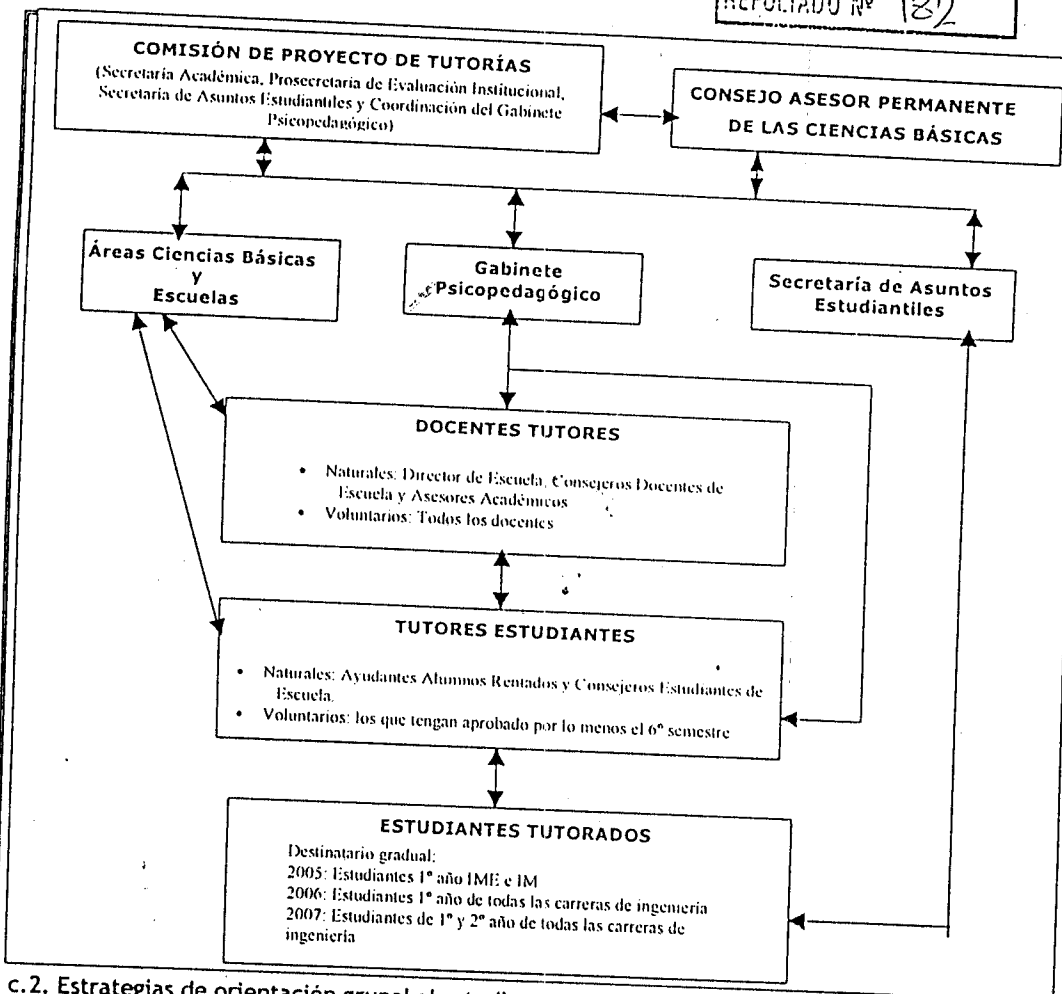 REFOLIADO Nº 182
COMISIÓN DE PROYECTO DE TUTORÍAS
(Secretaría Académica, Prosecretaría de Evaluación Institucional,
Secretaría de Asuntos Estudiantiles y Coordinación del Gabinete
Psicopedagógico)
CONSEJO ASESOR PERMANENTE
DE LAS CIENCIAS BÁSICAS
Áreas Ciencias Básicas
y
Escuelas
Gabinete
Psicopedagógico
Secretaría de Asuntos
Estudiantiles
DOCENTES TUTORES
• Naturales: Director de Escuela, Consejeros Docentes de
Escuela y Asesores Académicos
• Voluntarios: Todos los docentes
TUTORES ESTUDIANTES
• Naturales: Ayudantes Alumnos Rentados y Consejeros Estudiantes de
Escuela.
• Voluntarios: los que tengan aprobado por lo menos el 6º semestre
ESTUDIANTES TUTORADOS
Destinatario gradual:
2005: Estudiantes 1º año IME e IM
2006: Estudiantes 1º año de todas las carreras de ingeniería
2007: Estudiantes de 1º y 2º año de todas las carreras de
ingeniería
c.2. Estrategias de orientación grupal